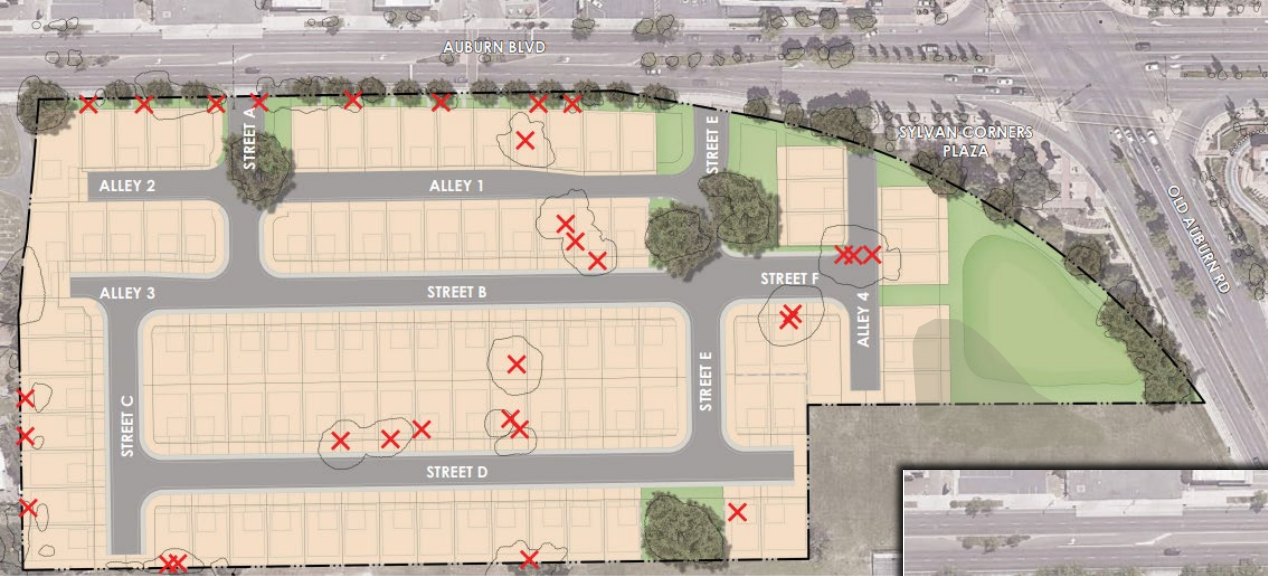 AUBURN BLVD
SYLVAN CORNERS
PLAZA
OLD AUBURN RD
STREET A
STREET E
ALLEY 2
ALLEY 1
ALLEY 3
STREET B
STREET F
ALLEY 4
STREET C
STREET E
STREET D